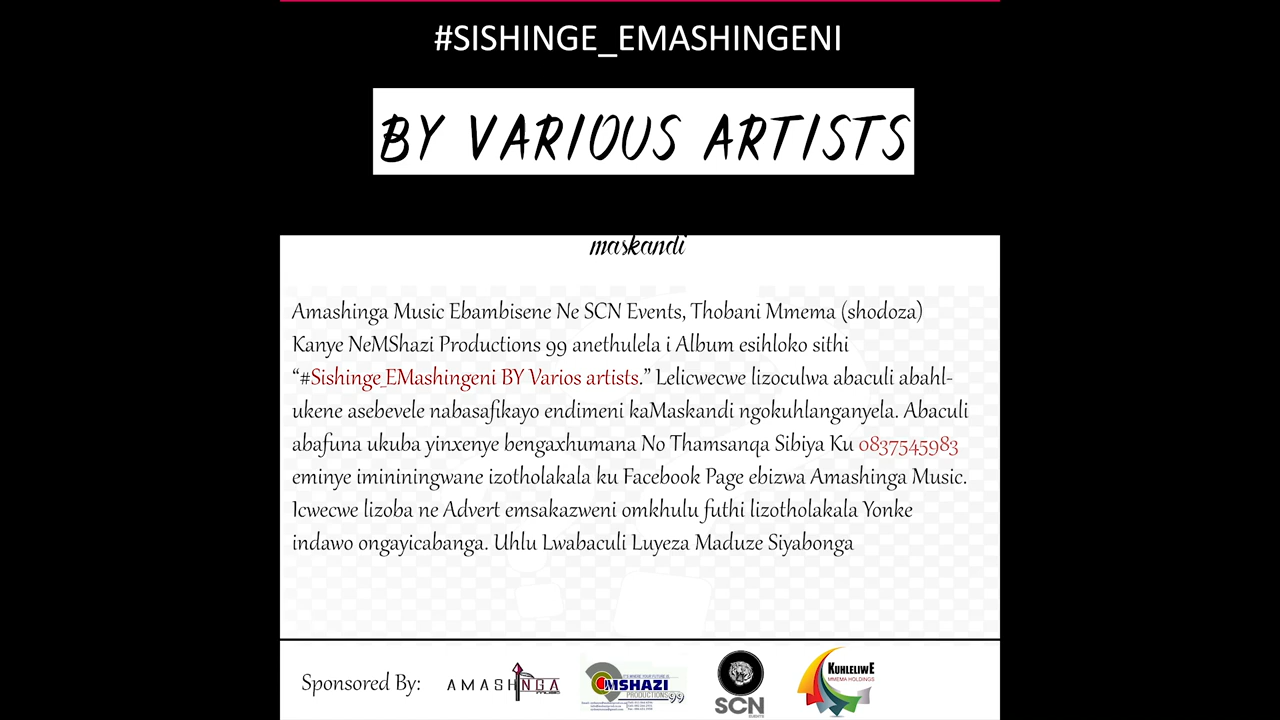 #SISHINGE_EMASHINGENI
BY VARIOUS ARTISTS
maskandi
Amashinga Music Ebambisene Ne SCN Events, Thobani Mmema (shodoza)
Kanye NeMShazi Productions 99 anethulela i Album esihloko sithi
“#Sishinge_EMashingeni BY Varios artists.” Lelicwecwe lizoculwa abaculi abahl-
ukene asebevele nabasafikayo endimeni kaMaskandi ngokuhlanganyela. Abaculi
abafuna ukuba yinxenye bengaxhumana No Thamsanqa Sibiya Ku 0837545983
eminye imininingwane izotholakala ku Facebook Page ebizwa Amashinga Music.
Icwecwe lizoba ne Advert emsakazweni omkhulu futhi lizotholakala Yonke
indawo ongayicabanga. Uhlu Lwabaculi Luyeza Maduze Siyabonga
Sponsored By:
AMASHINGA
MUSIC
MSHAZI
PRODUCTIONS 99
SCN
EVENTS
KUHLELIWE
MMEMA HOLDINGS